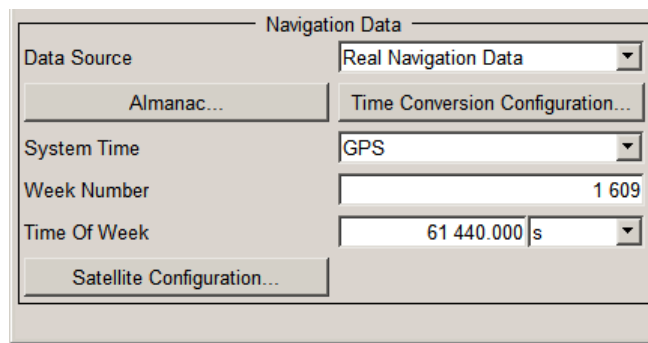 Navigation Data
Data Source Real Navigation Data
Almanac... Time Conversion Configuration...
System Time GPS
Week Number 1 609
Time Of Week 61 440.000 s
Satellite Configuration...